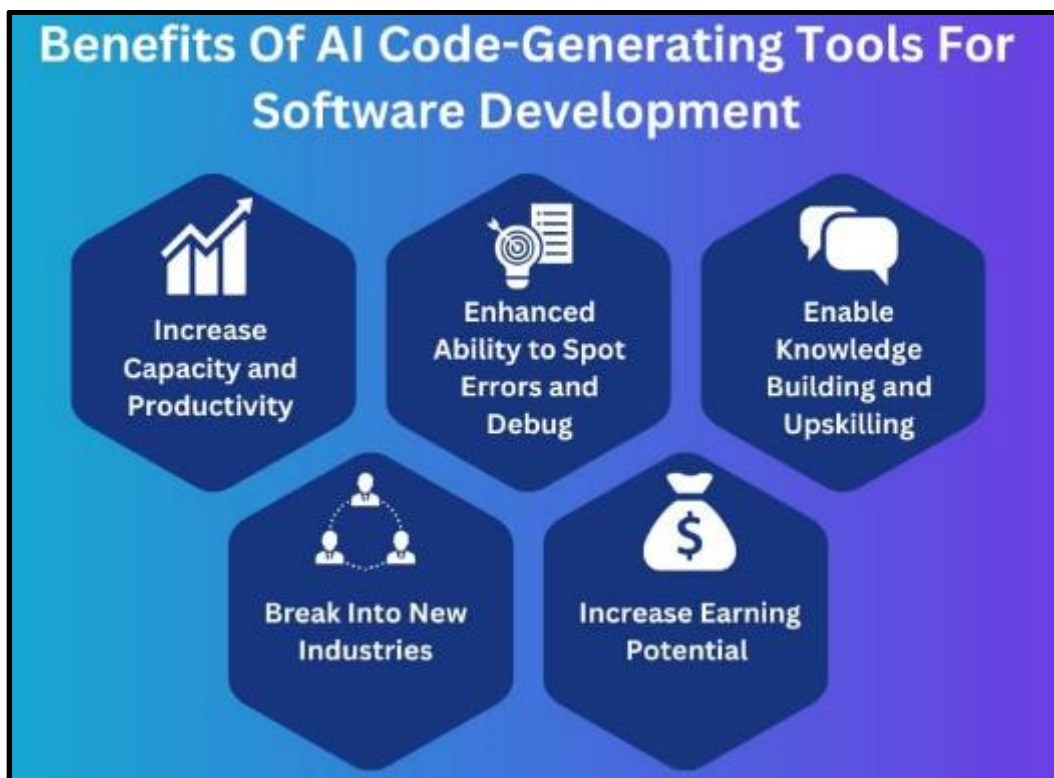 Benefits Of AI Code-Generating Tools For
Software Development
Increase
Capacity and
Productivity
Enhanced
Ability to Spot
Errors and
Debug
Enable
Knowledge
Building and
Upskilling
$
Break Into New
Industries
Increase Earning
Potential